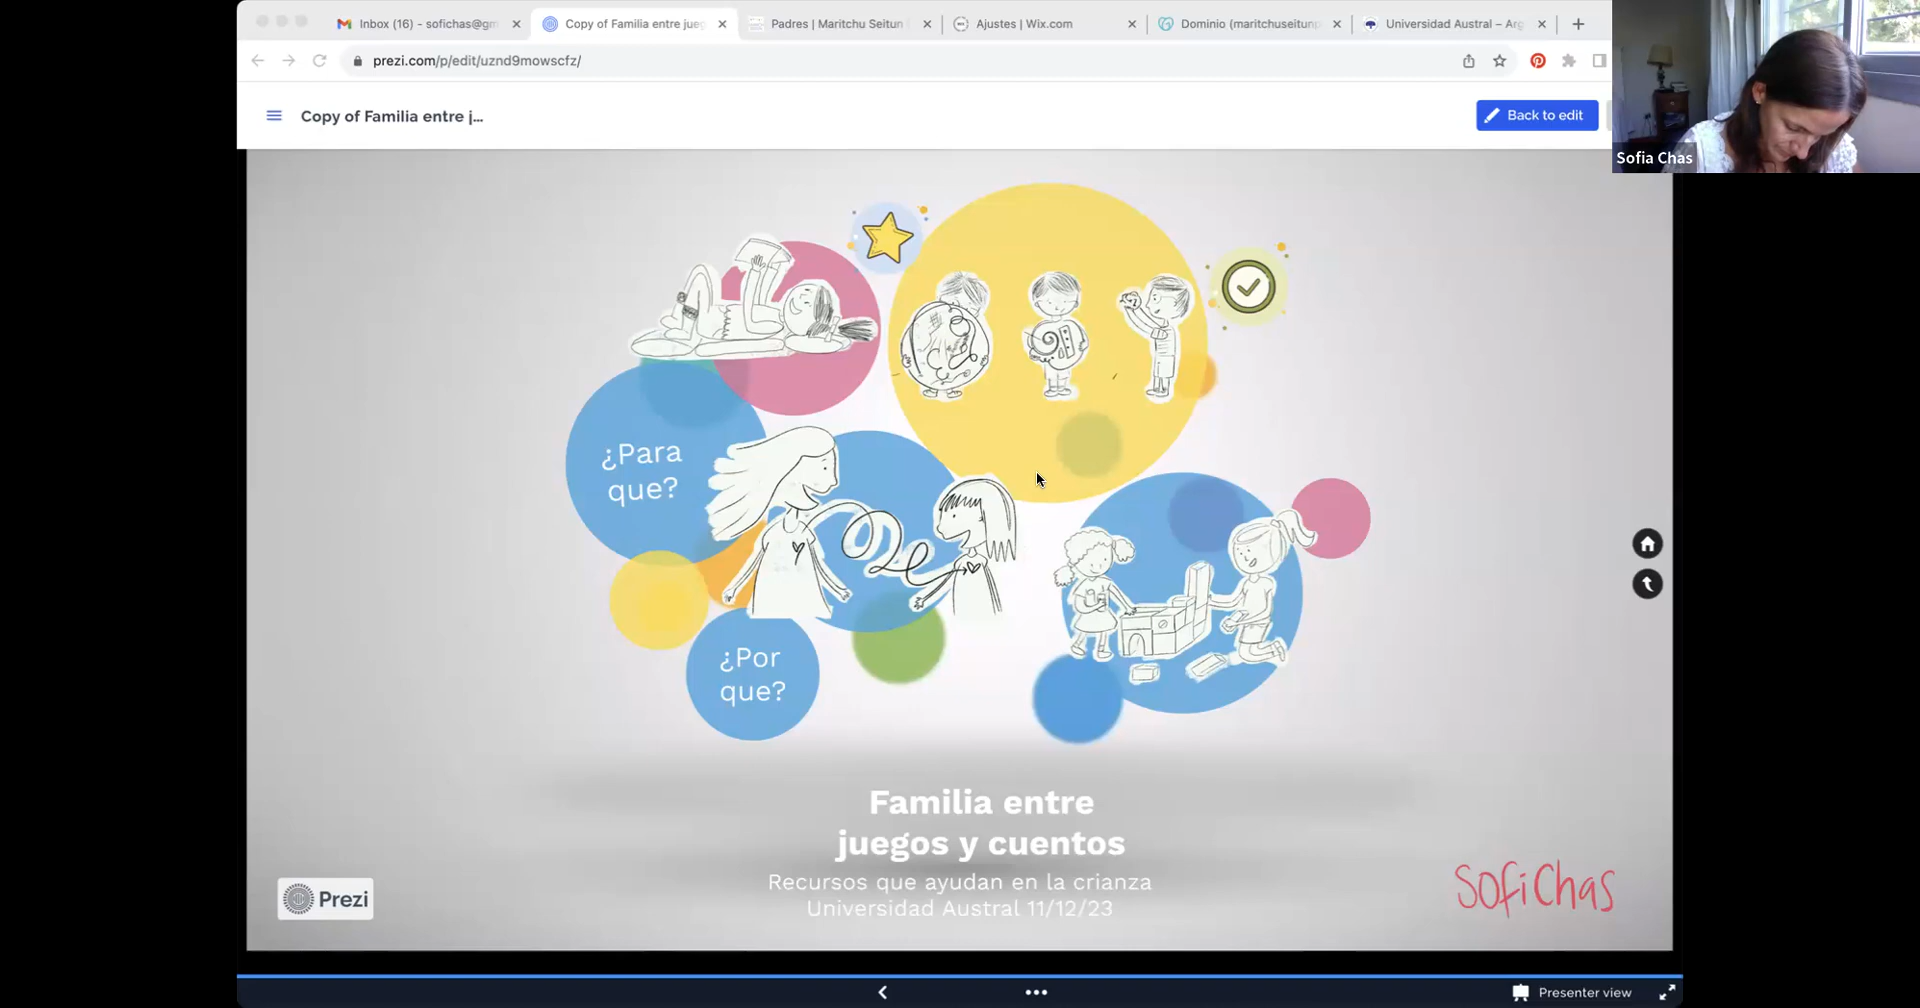 Inbox (16) - sofichas@gm
Copy of Familia entre jueg
Padres | Maritchu Seitun
Ajustes | Wix.com
Dominio (maritchuseitunp
Universidad Austral – Arg
prezi.com/p/edit/uznd9mowscfz/
Copy of Familia entre j...
Back to edit
Sofia Chas
¿Para
que?
¿Por
que?
Familia entre
juegos y cuentos
Recursos que ayudan en la crianza
Universidad Austral 11/12/23
Prezi
SofiChas
Presenter view